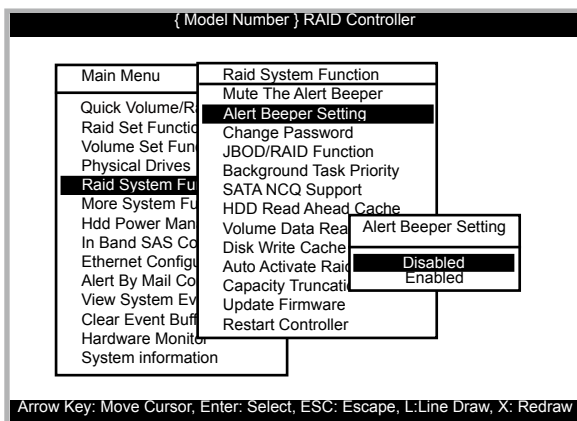 { Model Number } RAID Controller
Main Menu
Quick Volume/R
Raid Set Functio
Volume Set Fun
Physical Drives
Raid System Fu
More System Fu
Hdd Power Man
In Band SAS Co
Ethernet Configu
Alert By Mail Co
View System Ev
Clear Event Buff
Hardware Monitor
System information
Raid System Function
Mute The Alert Beeper
Alert Beeper Setting
Change Password
JBOD/RAID Function
Background Task Priority
SATA NCQ Support
HDD Read Ahead Cache
Volume Data Rea
Disk Write Cache
Auto Activate Raid
Capacity Truncati
Update Firmware
Restart Controller
Alert Beeper Setting
Disabled
Enabled
Arrow Key: Move Cursor, Enter: Select, ESC: Escape, L:Line Draw, X: Redraw